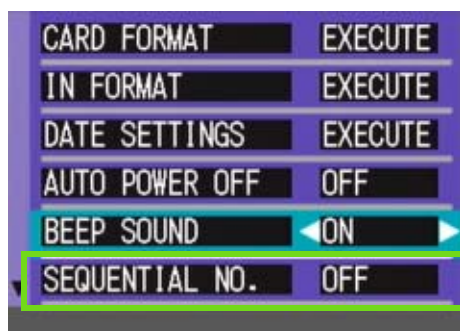 CARD FORMAT EXECUTE
IN FORMAT EXECUTE
DATE SETTINGS EXECUTE
AUTO POWER OFF OFF
BEEP SOUND ON
SEQUENTIAL NO. OFF